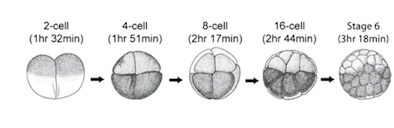 2-cell
(1hr 32min)
4-cell
(1hr 51min)
8-cell
(2hr 17min)
16-cell
(2hr 44min)
Stage 6
(3hr 18min)